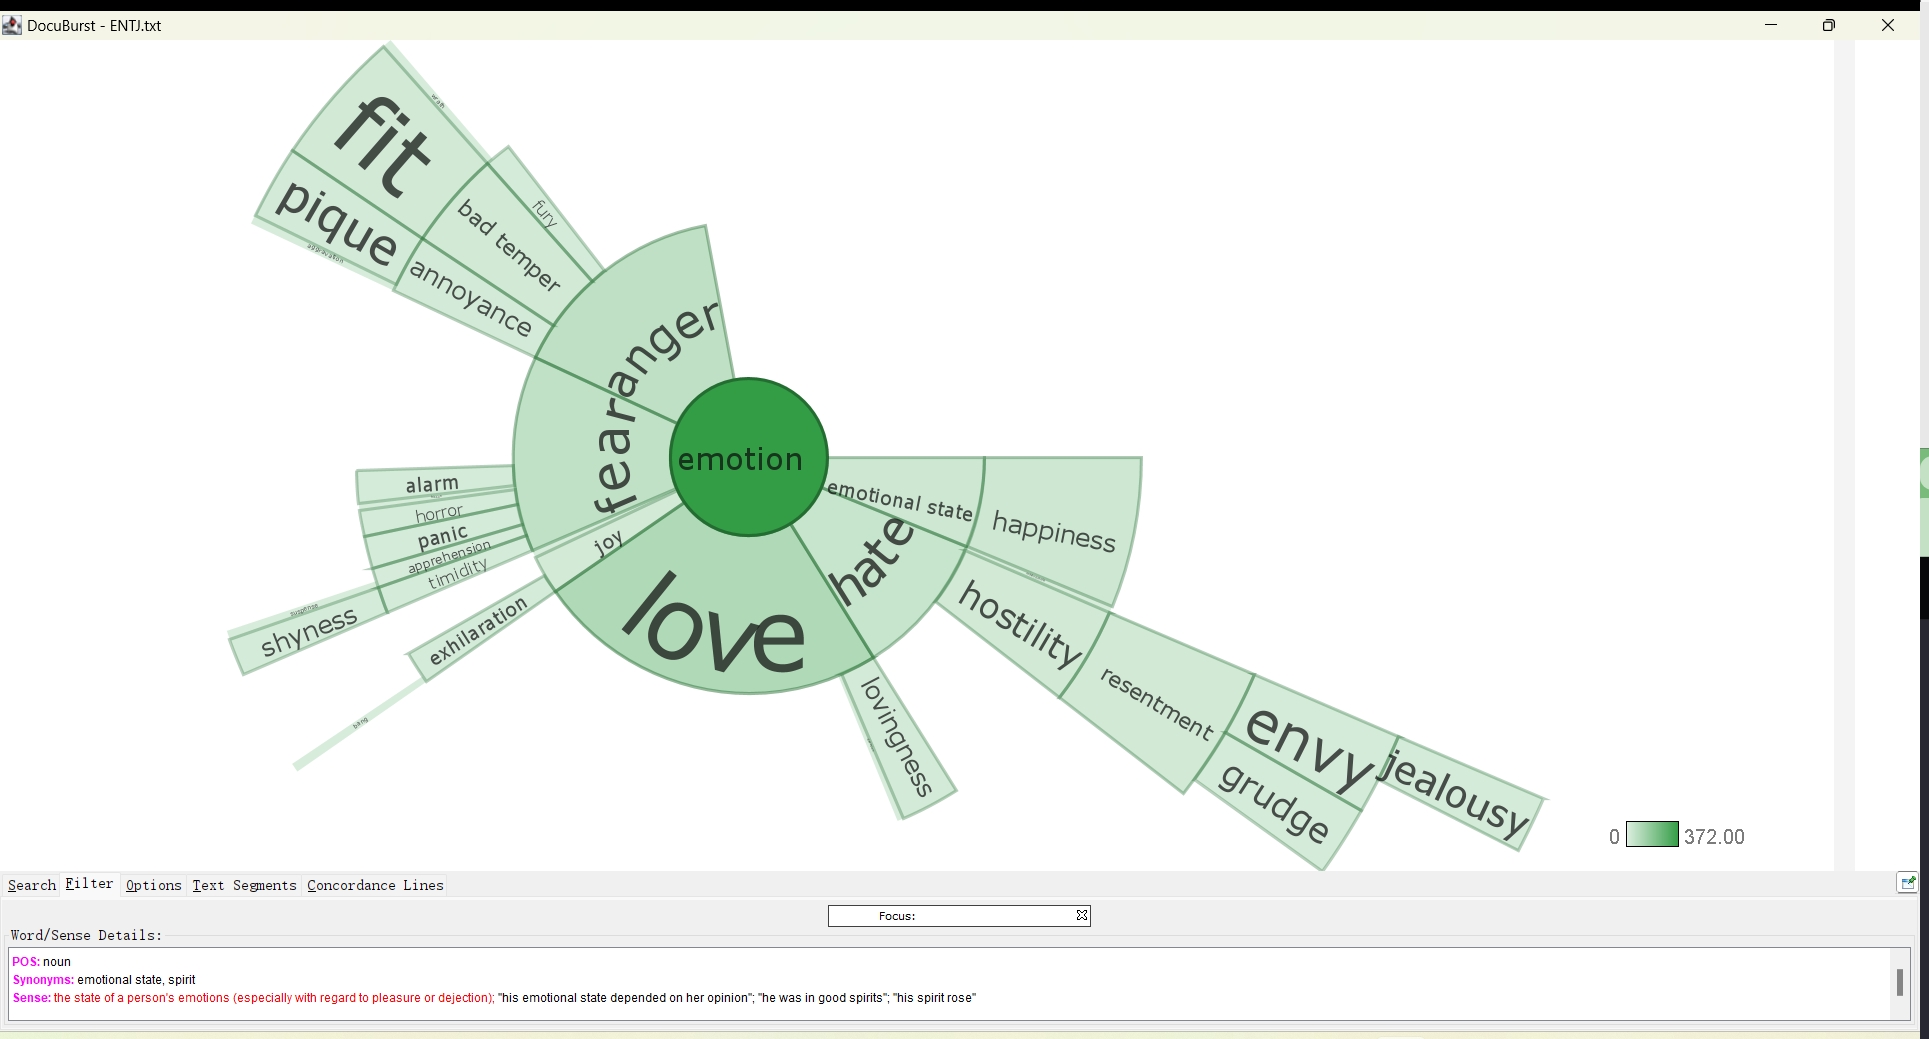 DocuBurst - ENTJ.txt
wrath
fit
fury
bad temper
pique
aggravation
annoyance
anger
fear
emotion
alarm
horror
panic
apprehension
timidity
suspense
shyness
joy
exhilaration
bang
love
lovingness
hate
emotional state
happiness
hostility
resentment
envy
jealousy
grudge
0 372.00
Search Filter Options Text Segments Concordance Lines
Focus:
Word/Sense Details:
POS: noun
Synonyms: emotional state, spirit
Sense: the state of a person's emotions (especially with regard to pleasure or dejection); "his emotional state depended on her opinion"; "he was in good spirits"; "his spirit rose"